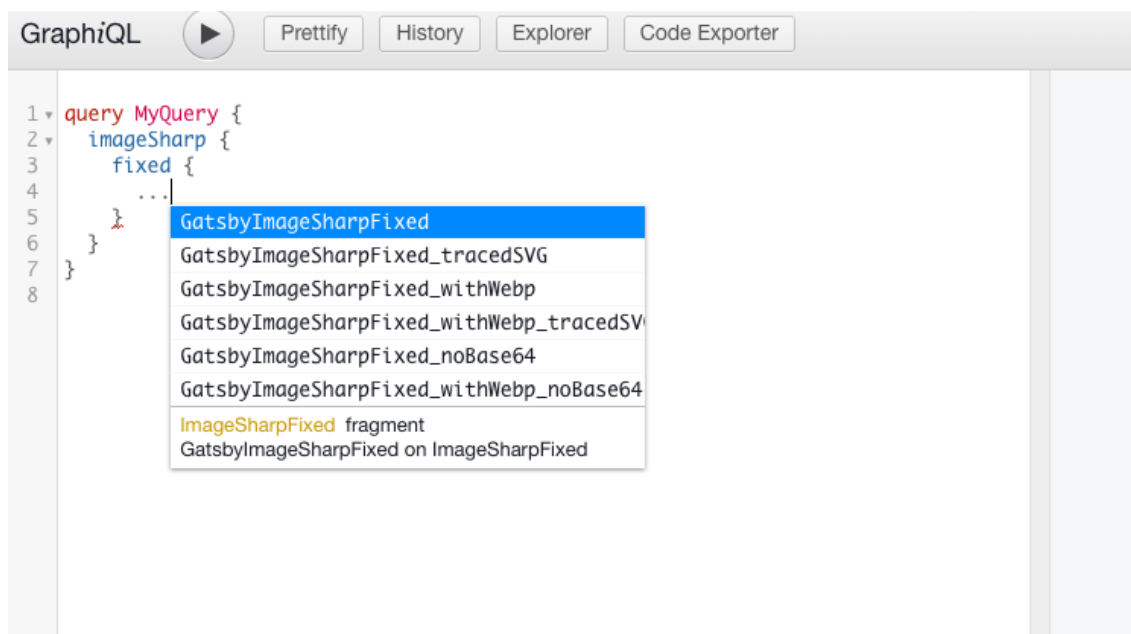 GraphiQL Prettify History Explorer Code Exporter
1 query MyQuery {
2 imageSharp {
3 fixed {
4 ...
5 }
6 }
7 }
8
GatsbyImageSharpFixed
GatsbyImageSharpFixed_tracedSVG
GatsbyImageSharpFixed_withWebp
GatsbyImageSharpFixed_withWebp_tracedSV
GatsbyImageSharpFixed_noBase64
GatsbyImageSharpFixed_withWebp_noBase64
ImageSharpFixed fragment
GatsbyImageSharpFixed on ImageSharpFixed